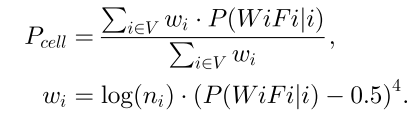 P_{cell} = \frac{\sum_{i \in V} w_i \cdot P(WiFi|i)}{\sum_{i \in V} w_i},
w_i = \log(n_i) \cdot (P(WiFi|i) - 0.5)^4.